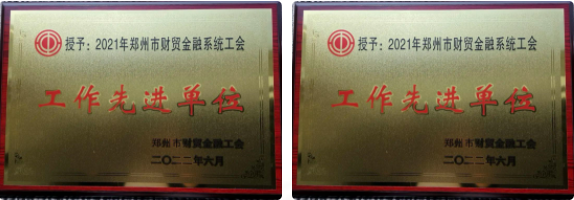 授予：2021年郑州市财贸金融系统工会
工作先进单位
郑州市财贸金融工会
二〇二二年六月
授予：2021年郑州市财贸金融系统工会
工作先进单位
郑州市财贸金融工会
二〇二二年六月